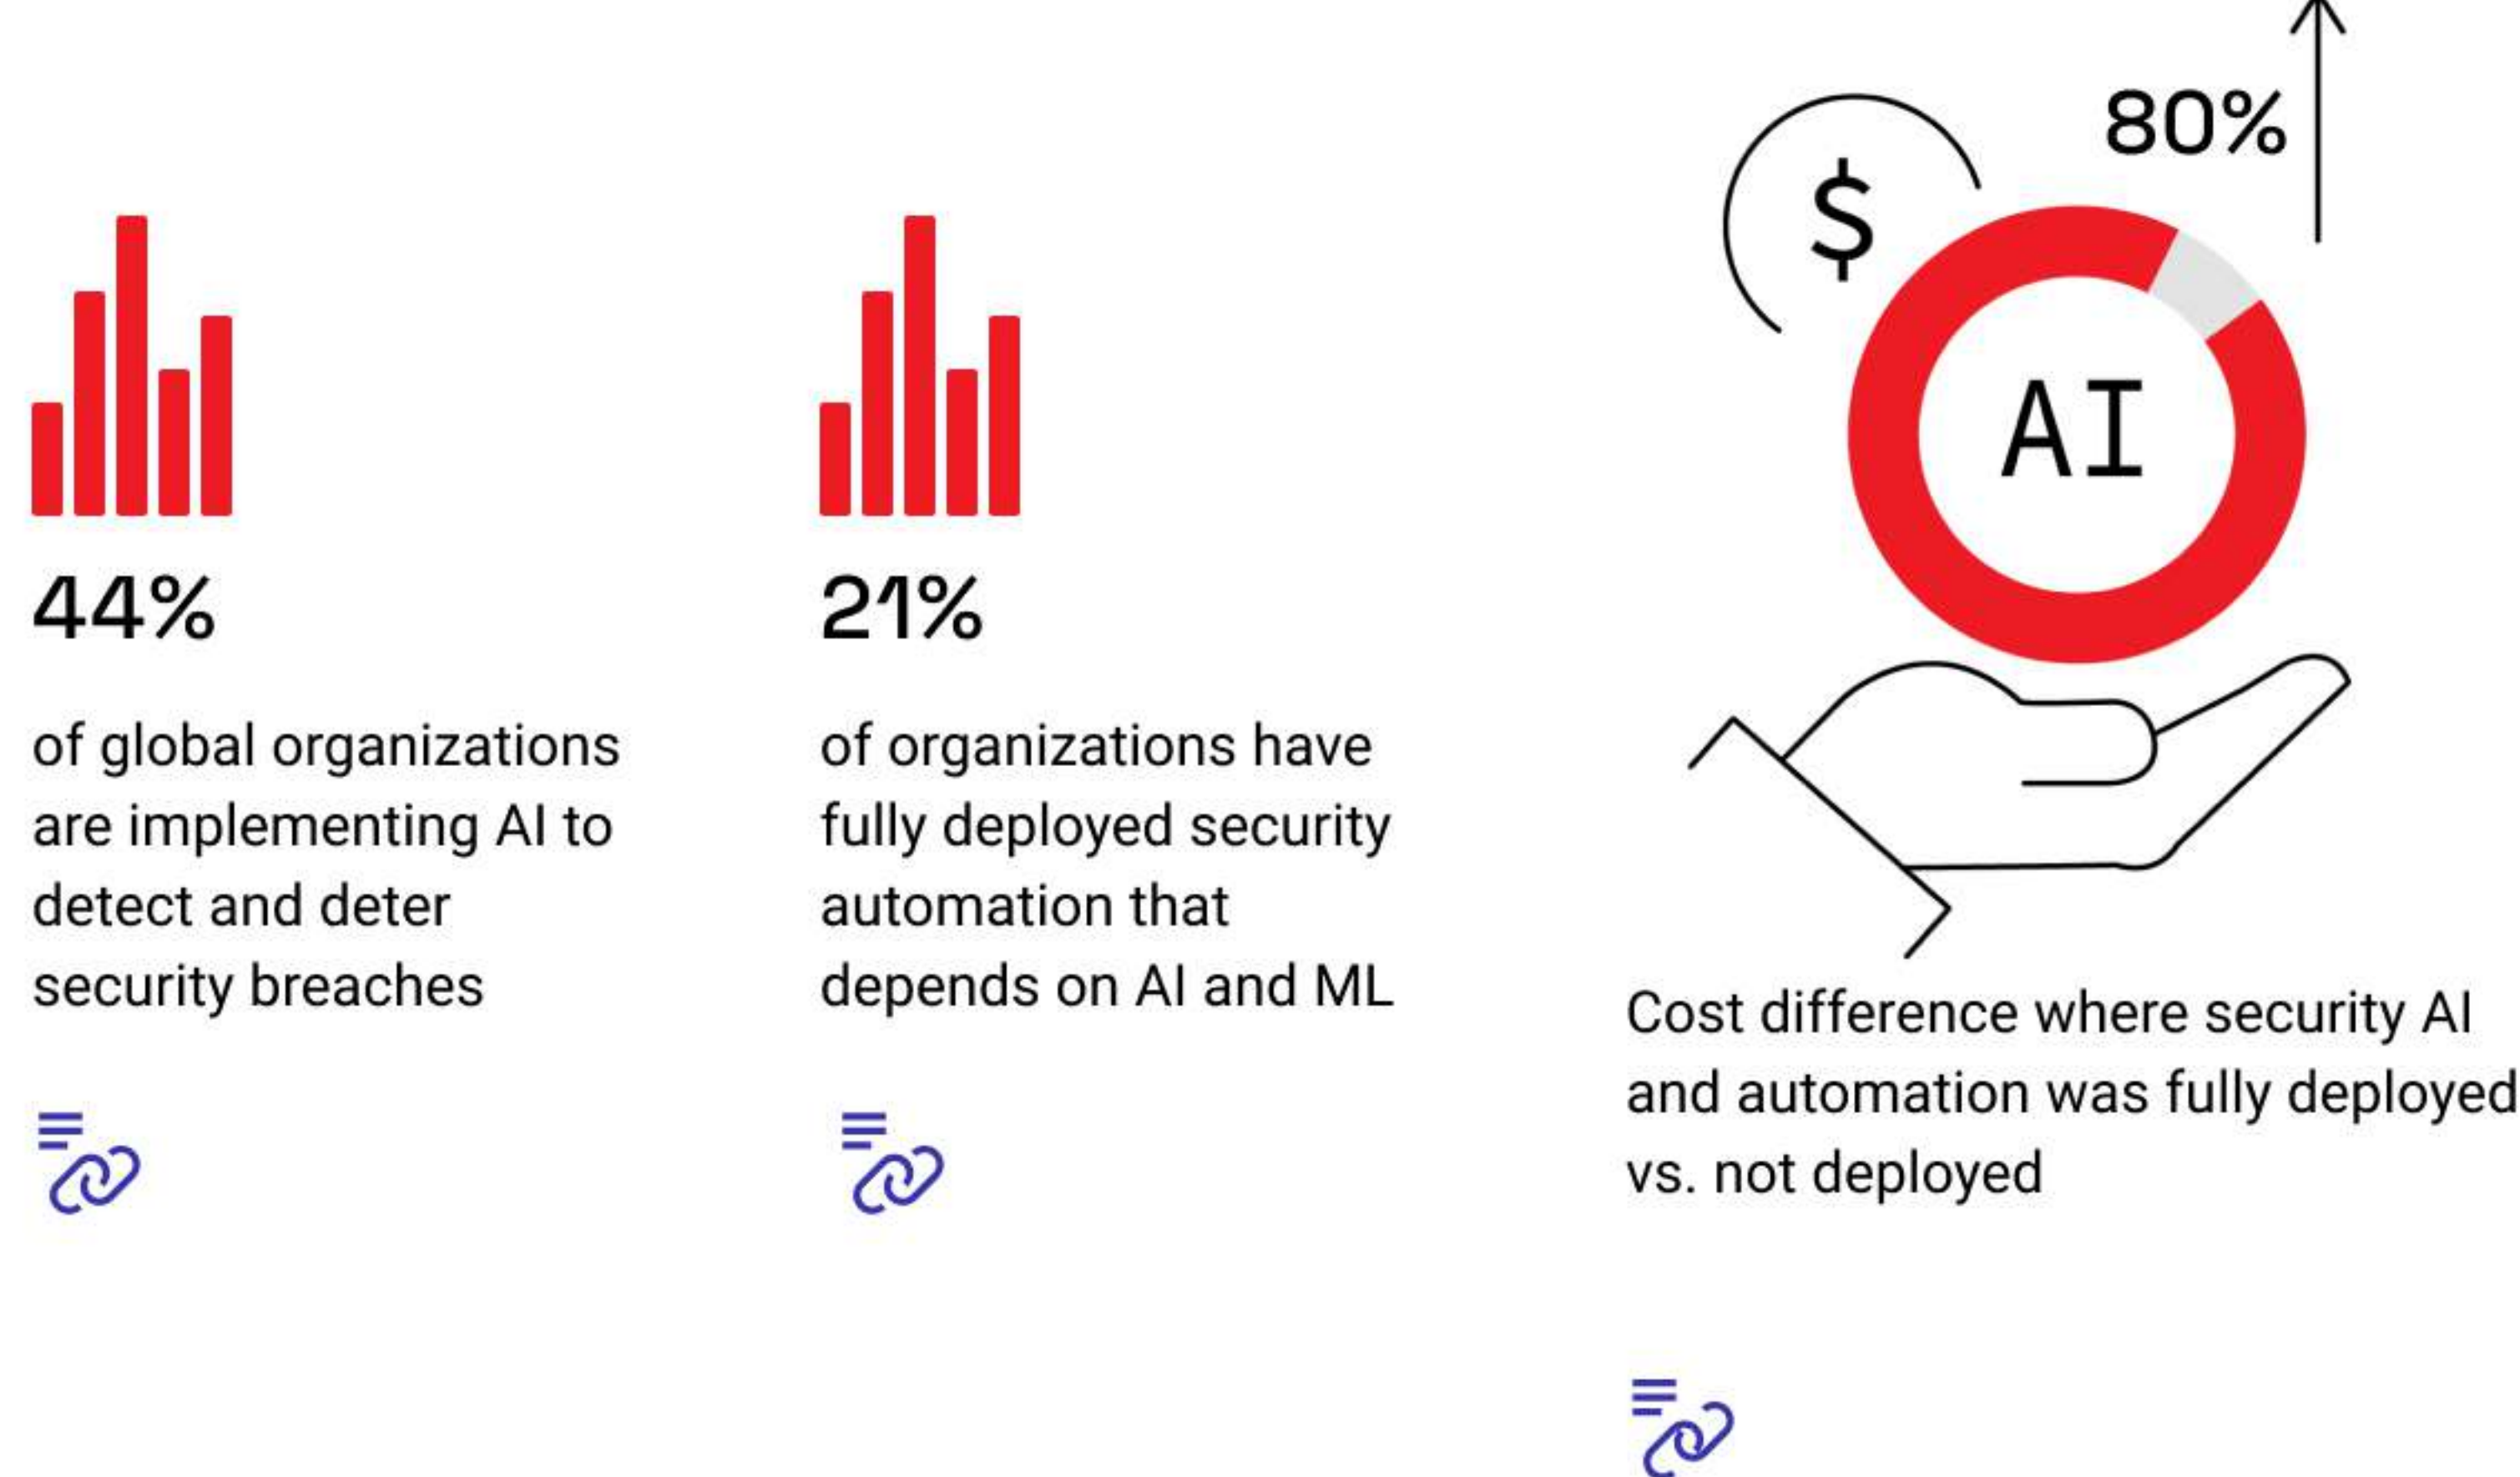 44%
of global organizations
are implementing AI to
detect and deter
security breaches
21%
of organizations have
fully deployed security
automation that
depends on AI and ML
80%
$
AI
Cost difference where security AI
and automation was fully deployed
vs. not deployed